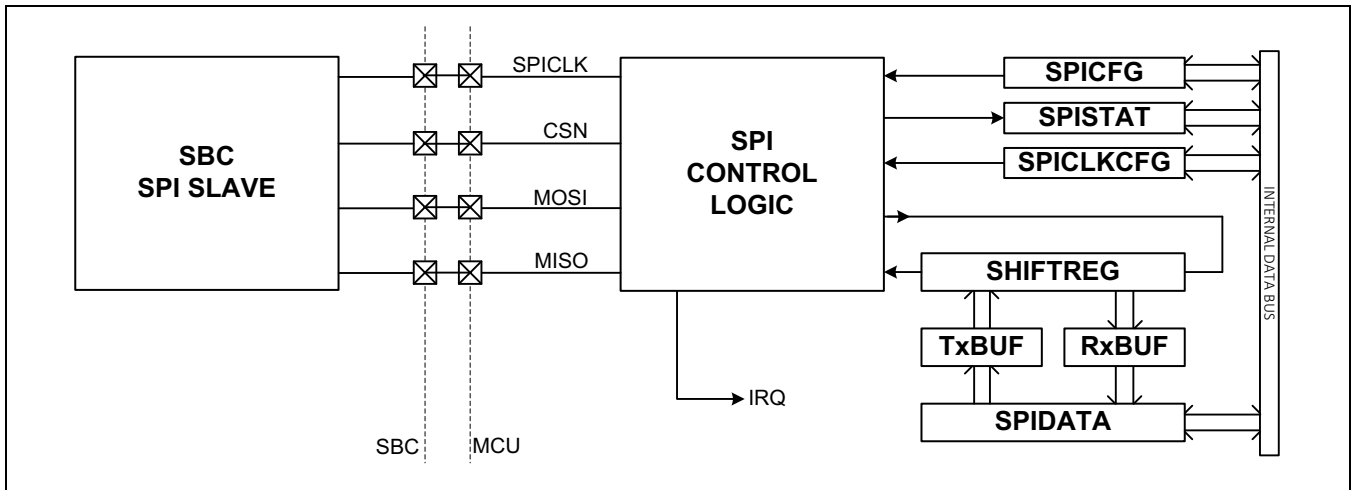 SBC
SPI SLAVE
SPICLK
CSN
MOSI
MISO
SBC
MCU
SPI
CONTROL
LOGIC
IRQ
SPICFG
SPISTAT
SPICLKCFG
SHIFTREG
TxBUF
RxBUF
SPIDATA
INTERNAL DATA BUS